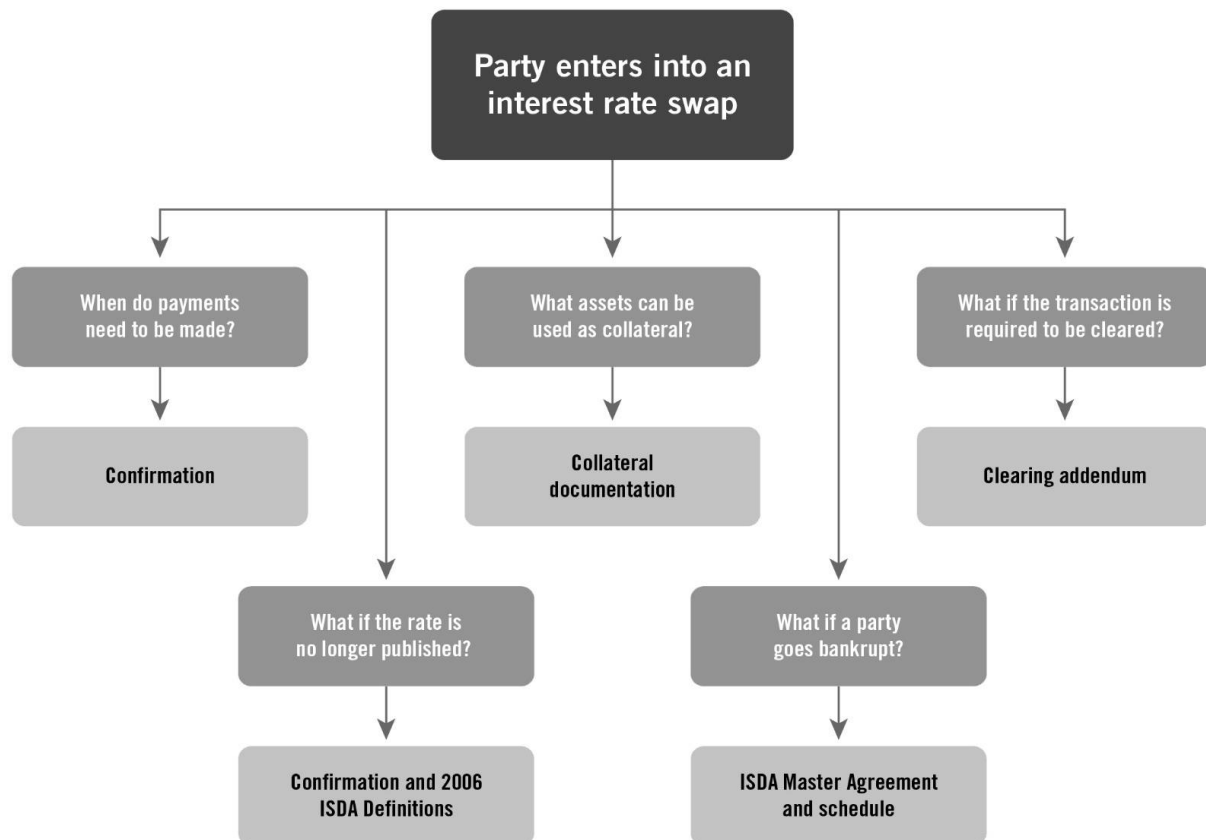 Party enters into an
interest rate swap
When do payments
need to be made?
What assets can be
used as collateral?
What if the transaction is
required to be cleared?
Confirmation
Collateral
documentation
Clearing addendum
What if the rate is
no longer published?
What if a party
goes bankrupt?
Confirmation and 2006
ISDA Definitions
ISDA Master Agreement
and schedule